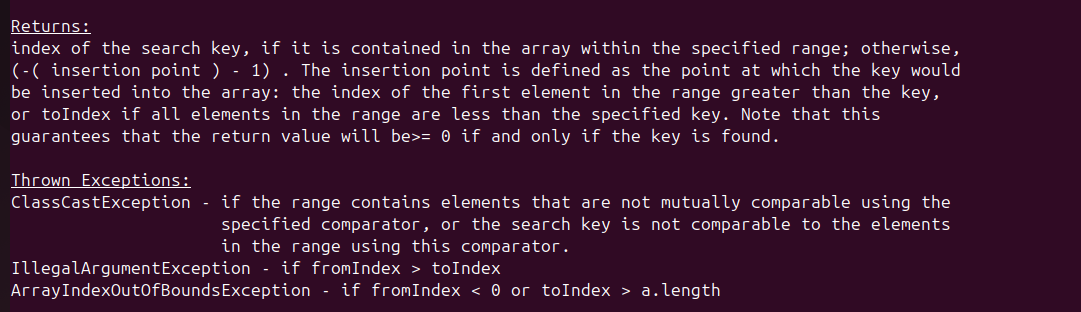 Returns:
index of the search key, if it is contained in the array within the specified range; otherwise,
(-( insertion point ) - 1) . The insertion point is defined as the point at which the key would
be inserted into the array: the index of the first element in the range greater than the key,
or toIndex if all elements in the range are less than the specified key. Note that this
guarantees that the return value will be>= 0 if and only if the key is found.
Thrown Exceptions:
ClassCastException - if the range contains elements that are not mutually comparable using the
specified comparator, or the search key is not comparable to the elements
in the range using this comparator.
IllegalArgumentException - if fromIndex > toIndex
ArrayIndexOutOfBoundsException - if fromIndex < 0 or toIndex > a.length